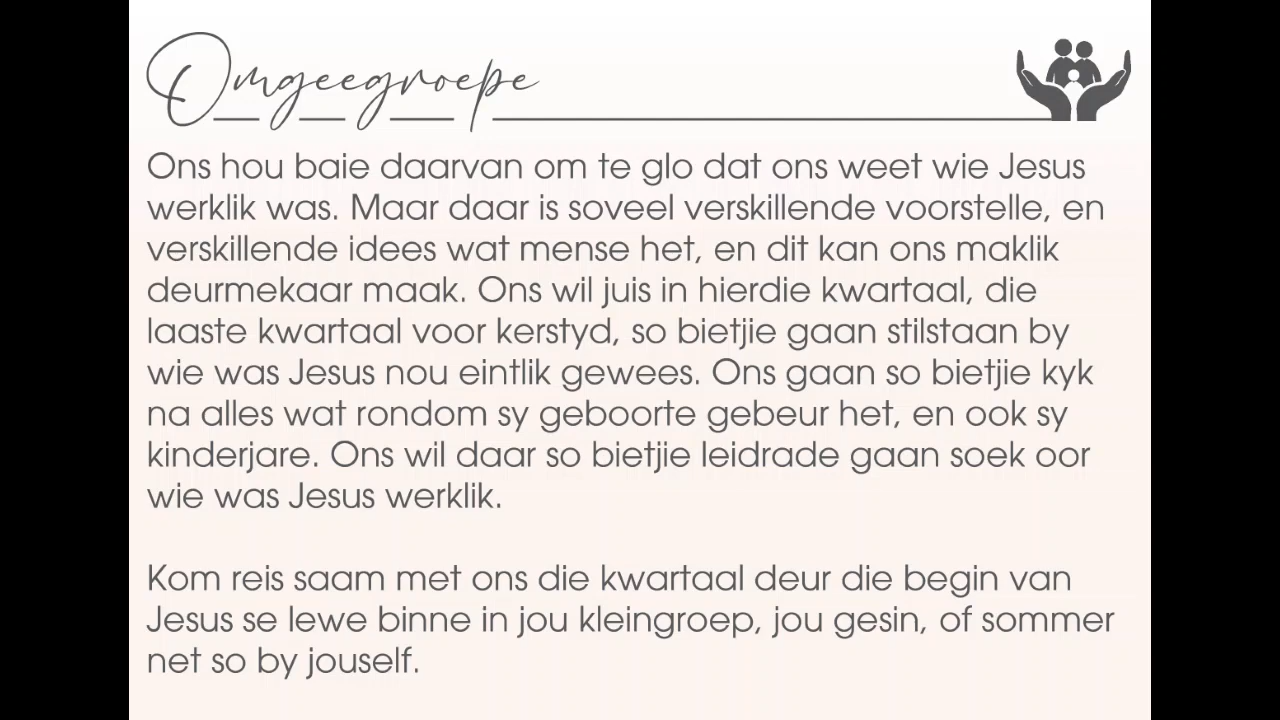 Omgeegroepe
Ons hou baie daarvan om te glo dat ons weet wie Jesus
werklik was. Maar daar is soveel verskillende voorstelle, en
verskillende idees wat mense het, en dit kan ons maklik
deurmekaar maak. Ons wil juis in hierdie kwartaal, die
laaste kwartaal voor kerstyd, so bietjie gaan stilstaan by
wie was Jesus nou eintlik gewees. Ons gaan so bietjie kyk
na alles wat rondom sy geboorte gebeur het, en ook sy
kinderjare. Ons wil daar so bietjie leidrade gaan soek oor
wie was Jesus werklik.
Kom reis saam met ons die kwartaal deur die begin van
Jesus se lewe binne in jou kleingroep, jou gesin, of sommer
net so by jouself.